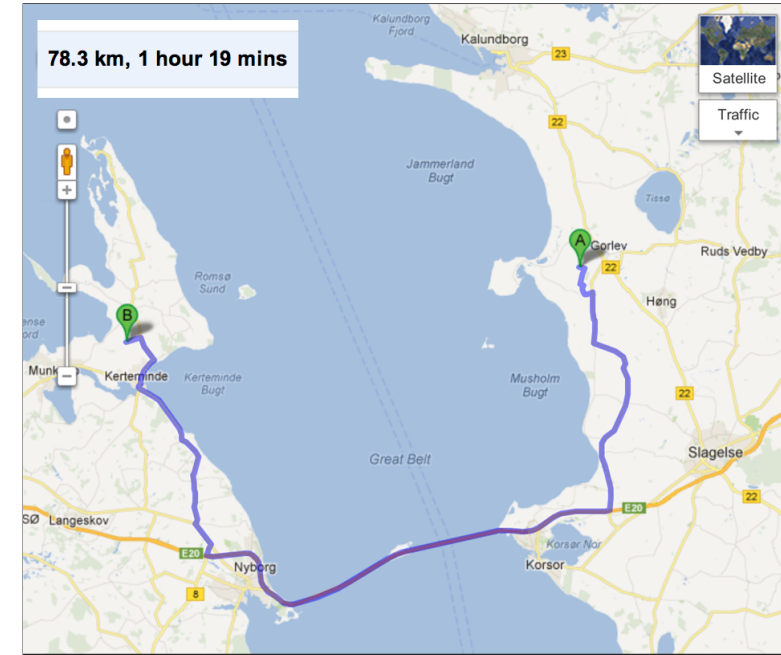 Kalundborg
Fjord
Kalundborg
23
Satellite
78.3 km, 1 hour 19 mins
Traffic
22
Jammerland
Bugt
Tissø
A
Gorlev
Ruds Vedby
22
Romsø
Sund
Høng
B
Munk
Kerteminde
Kerteminde
Bugt
Musholm
Bugt
22
Great Belt
Slagelse
22
E20
SØ
Langeskov
E20
Korsør Nor
Korsor
Nyborg
8